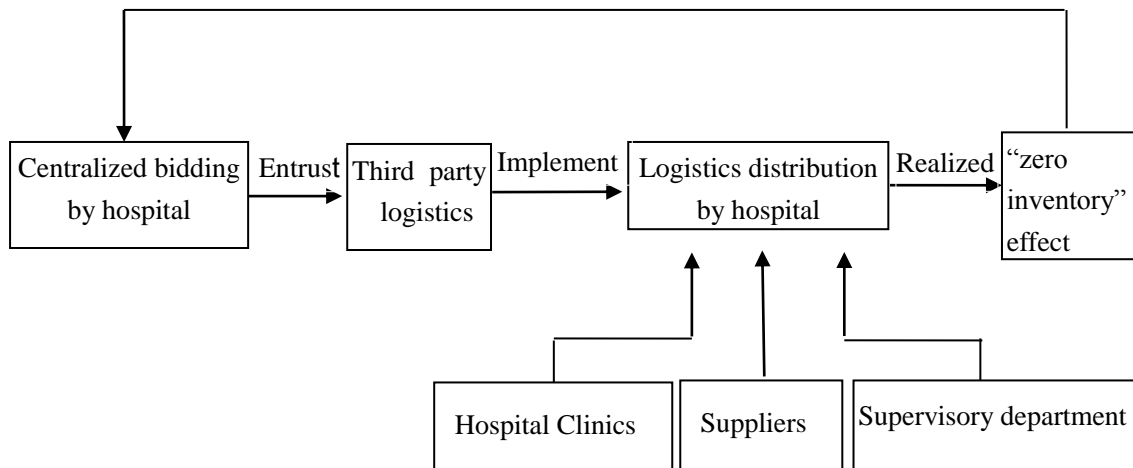 Centralized bidding
by hospital
Entrust
Third party
logistics
Implement
Logistics distribution
by hospital
Realized
“zero
inventory”
effect
Hospital Clinics
Suppliers
Supervisory department